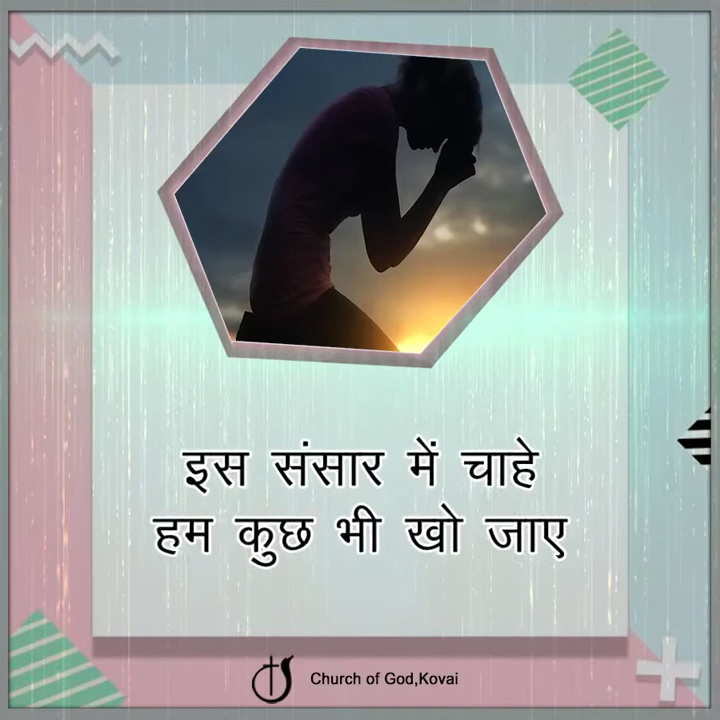 इस संसार में चाहे
हम कुछ भी खो जाए
Church of God,Kovai